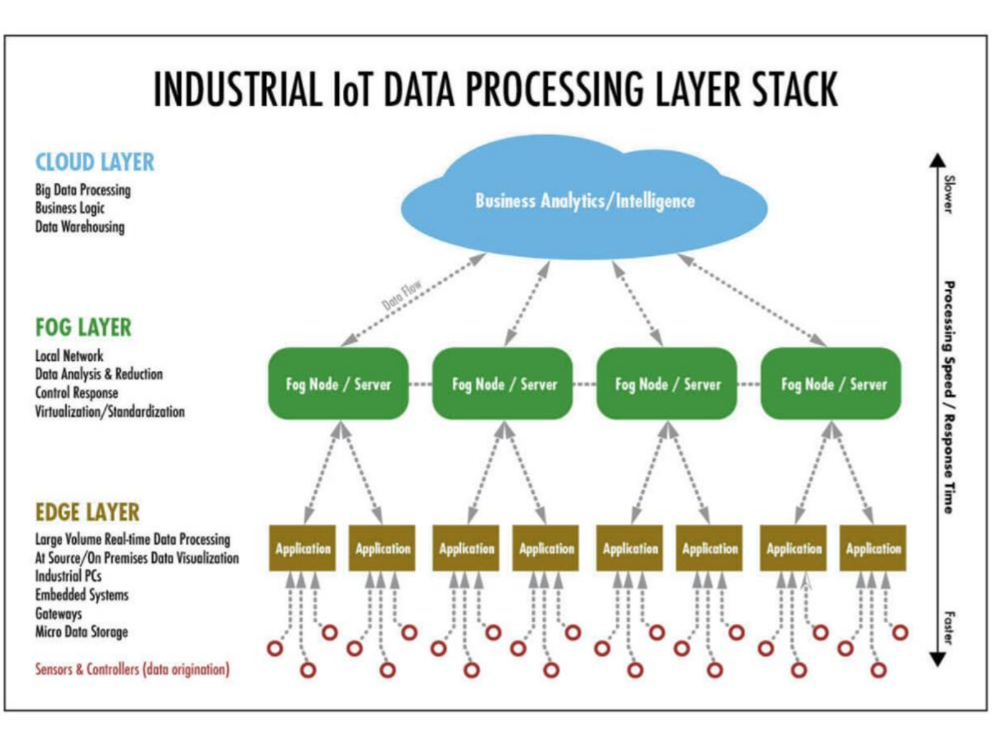 INDUSTRIAL IoT DATA PROCESSING LAYER STACK
CLOUD LAYER
Big Data Processing
Business Logic
Data Warehousing
Business Analytics/Intelligence
Data Flow
FOG LAYER
Local Network
Data Analysis & Reduction
Control Response
Virtualization/Standardization
Fog Node / Server
Fog Node / Server
Fog Node / Server
Fog Node / Server
EDGE LAYER
Large Volume Real-time Data Processing
At Source/On Premises Data Visualization
Industrial PCs
Embedded Systems
Gateways
Micro Data Storage
Application
Application
Application
Application
Application
Application
Application
Application
Sensors & Controllers (data origination)
Slower
Processing Speed / Response Time
Faster